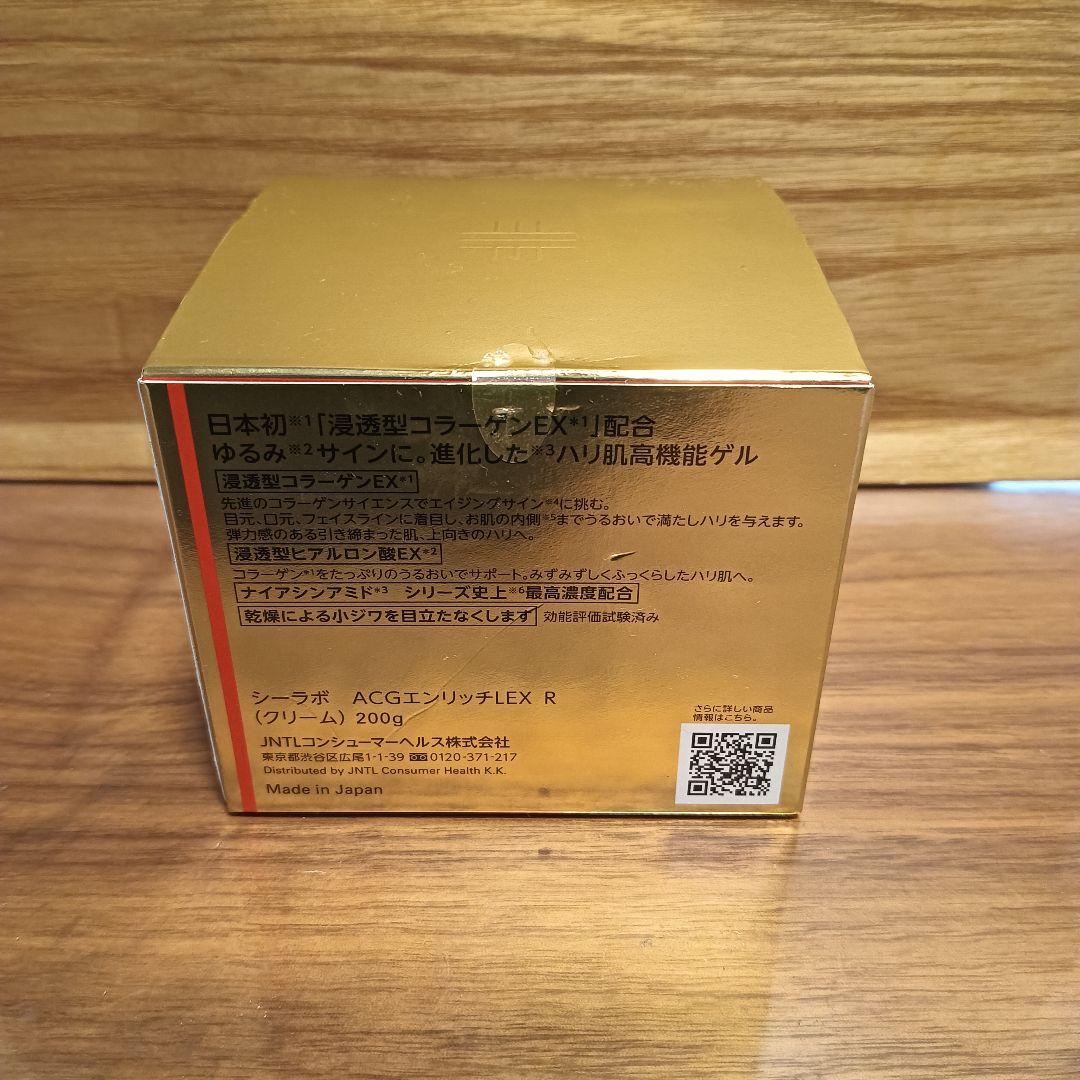 日本初※1「浸透型コラーゲンEX*1」配合
ゆるみ※2サインに。進化した※3ハリ肌高機能ゲル
浸透型コラーゲンEX*1
先進のコラーゲンサイエンスでエイジングサイン※4に挑む。
目元、口元、フェイスラインに着目し、お肌の内側※5までうるおいで満たしハリを与えます。
弾力感のある引き締まった肌、上向きのハリへ。
浸透型ヒアルロン酸EX*2
コラーゲン*1をたっぷりのうるおいでサポート。みずみずしくふっくらしたハリ肌へ。
ナイアシンアミド*3 シリーズ史上※6最高濃度配合
乾燥による小ジワを目立たなくします 効能評価試験済み
シーラボ ACGエンリッチLEX R
（クリーム）200g
さらに詳しい商品
情報はこちら。
JNTLコンシューマーヘルス株式会社
東京都渋谷区広尾1-1-39 0120-371-217
Distributed by JNTL Consumer Health K.K.
Made in Japan